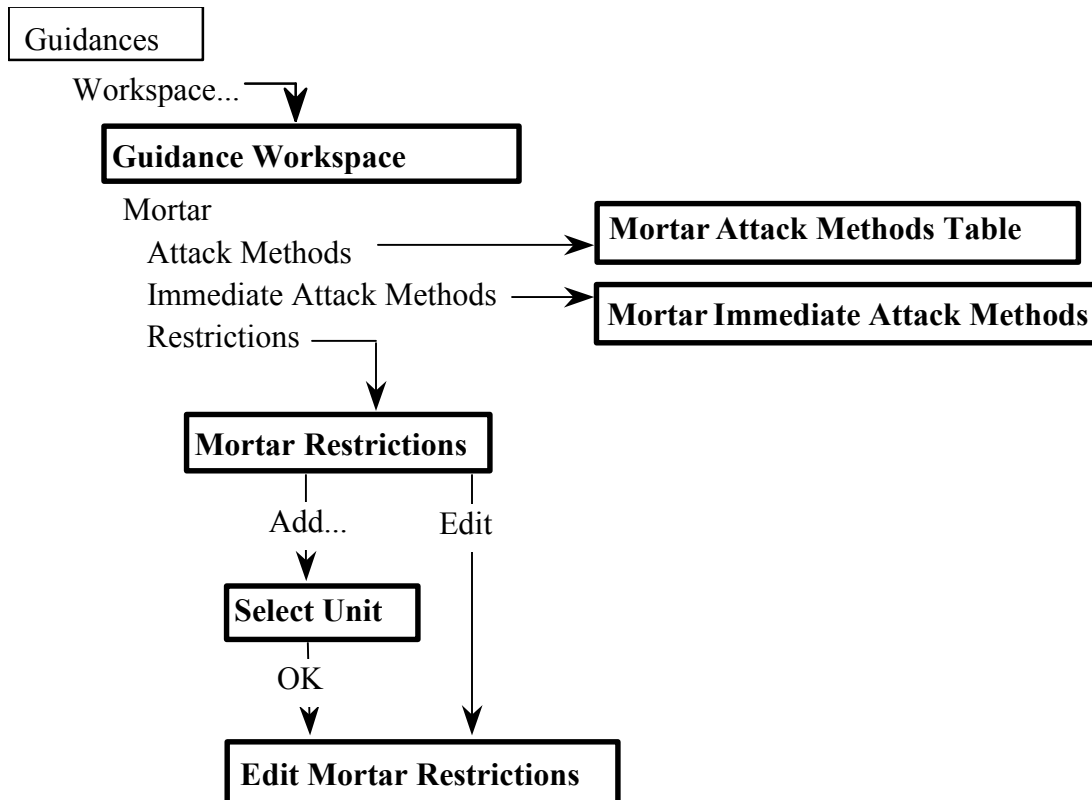 Guidances
Workspace...
Guidance Workspace
Mortar
Attack Methods
Mortar Attack Methods Table
Immediate Attack Methods
Mortar Immediate Attack Methods
Restrictions
Mortar Restrictions
Add...
Edit
Select Unit
OK
Edit Mortar Restrictions